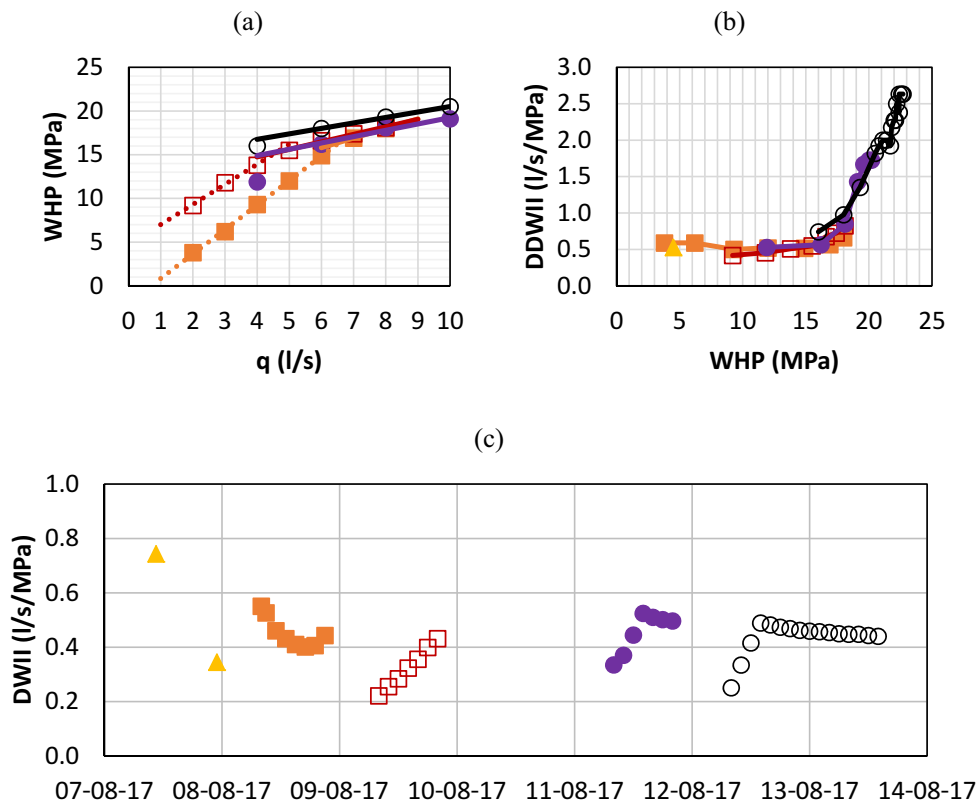 (a)
25
20
15
10
5
0
WHP (MPa)
0 1 2 3 4 5 6 7 8 9 10
q (l/s)
(b)
3.0
2.5
2.0
1.5
1.0
0.5
0.0
DDWII (l/s/MPa)
0 5 10 15 20 25
WHP (MPa)
(c)
1.0
0.8
0.6
0.4
0.2
0.0
DWII (l/s/MPa)
07-08-17 08-08-17 09-08-17 10-08-17 11-08-17 12-08-17 13-08-17 14-08-17